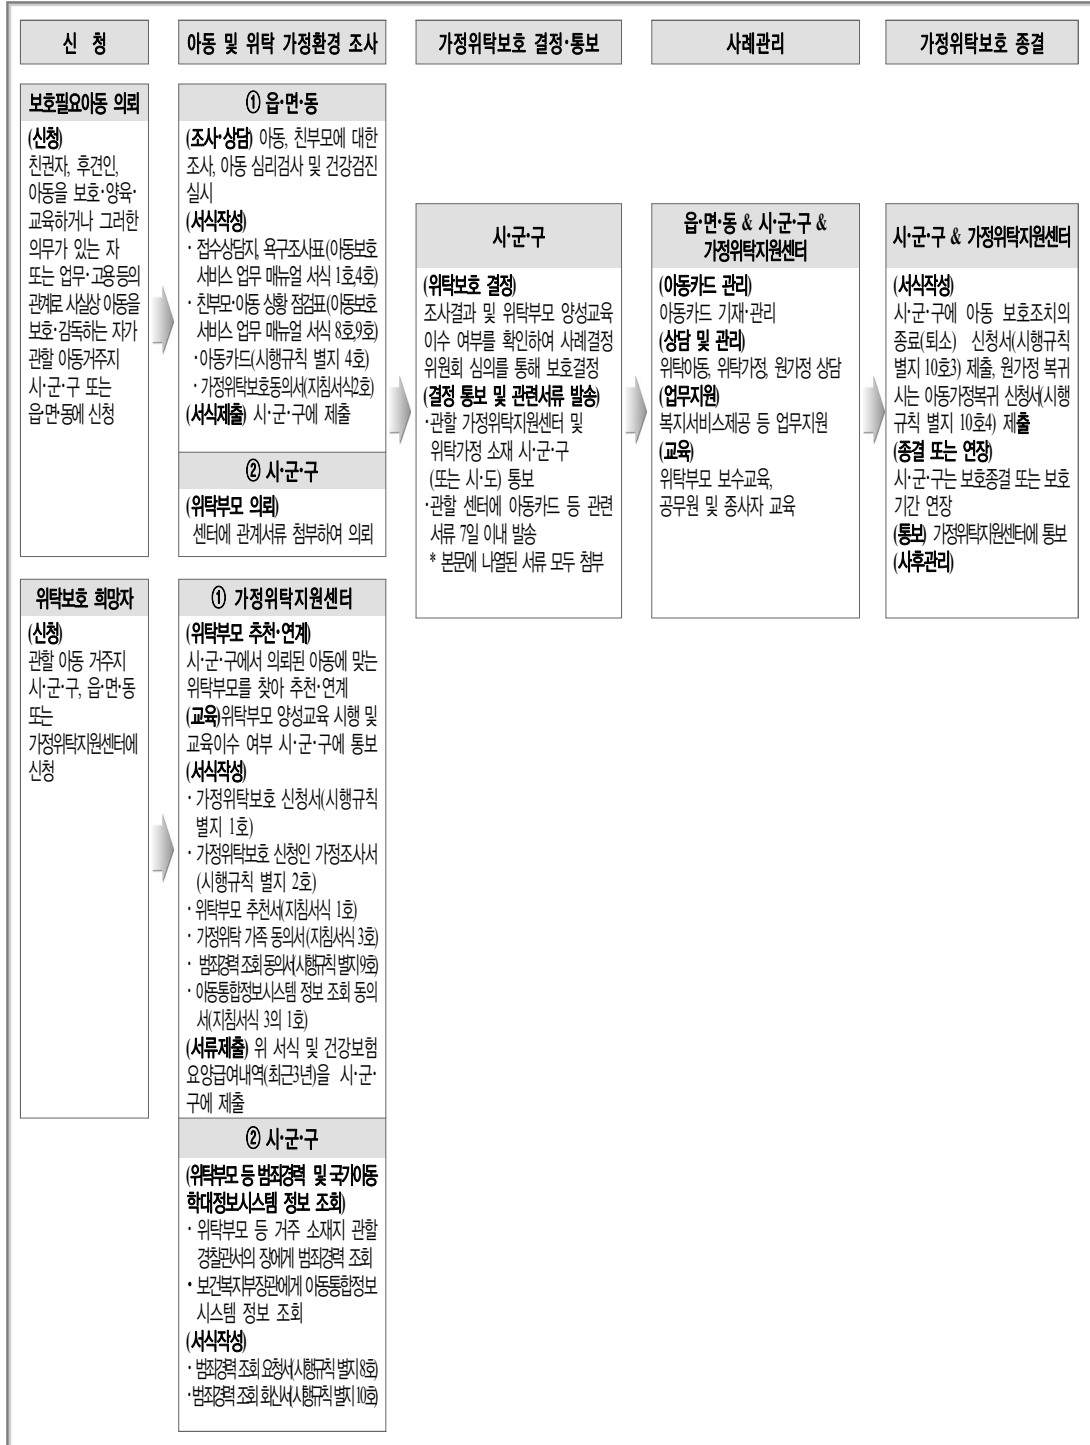 신 청
아동 및 위탁 가정환경 조사
가정위탁보호 결정·통보
사례관리
가정위탁보호 종결
보호필요아동 의뢰
(신청)
친권자, 후견인,
아동을 보호·양육·
교육하거나 그러한
의무가 있는 자
또는 업무·고용 등의
관계로 사실상 아동을
보호·감독하는 자가
관할 아동거주지
시·군·구 또는
읍·면·동에 신청
① 읍·면·동
(조사·상담) 아동, 친부모에 대한
조사, 아동 심리검사 및 건강검진
실시
(서식작성)
· 접수상담지, 욕구조사표(아동보호
서비스 업무 매뉴얼 서식 1호,4호)
· 친부모·아동 상황 점검표(아동보호
서비스 업무 매뉴얼 서식 8호,9호)
· 아동카드(시행규칙 별지 4호)
· 가정위탁보호동의서(지침서식2호)
(서식제출) 시·군·구에 제출
② 시·군·구
(위탁부모 의뢰)
센터에 관계서류 첨부하여 의뢰
시·군·구
(위탁보호 결정)
조사결과 및 위탁부모 양성교육
이수 여부를 확인하여 사례결정
위원회 심의를 통해 보호결정
(결정 통보 및 관련서류 발송)
·관할 가정위탁지원센터 및
위탁가정 소재 시·군·구
(또는 시·도) 통보
·관할 센터에 아동카드 등 관련
서류 7일 이내 발송
* 본문에 나열된 서류 모두 첨부
읍·면·동 & 시·군·구 &
가정위탁지원센터
(아동카드 관리)
아동카드 기재·관리
(상담 및 관리)
위탁아동, 위탁가정, 원가정 상담
(업무지원)
복지서비스제공 등 업무지원
(교육)
위탁부모 보수교육,
공무원 및 종사자 교육
시·군·구 & 가정위탁지원센터
(서식작성)
시·군·구에 아동 보호조치의
종료(퇴소) 신청서(시행규칙
별지 10호3) 제출, 원가정 복귀
시는 아동가정복귀 신청서(시행
규칙 별지 10호4) 제출
(종결 또는 연장)
시·군·구는 보호종결 또는 보호
기간 연장
(통보) 가정위탁지원센터에 통보
(사후관리)
위탁보호 희망자
(신청)
관할 아동 거주지
시·군·구, 읍·면·동
또는
가정위탁지원센터에
신청
① 가정위탁지원센터
(위탁부모 추천·연계)
시·군·구에서 의뢰된 아동에 맞는
위탁부모를 찾아 추천·연계
(교육)위탁부모 양성교육 시행 및
교육이수 여부 시·군·구에 통보
(서식작성)
· 가정위탁보호 신청서(시행규칙
별지 1호)
· 가정위탁보호 신청인 가정조사서
(시행규칙 별지 2호)
· 위탁부모 추천서(지침서식 1호)
· 가정위탁 가족 동의서(지침서식 3호)
· 범죄경력 조회 동의서(시행규칙 별지9호)
· 아동통합정보시스템 정보 조회 동의
서(지침서식 3의 1호)
(서류제출) 위 서식 및 건강보험
요양급여내역(최근3년)을 시·군·
구에 제출
② 시·군·구
(위탁부모 등 범죄경력 및 국가아동
학대정보시스템 정보 조회)
· 위탁부모 등 거주 소재지 관할
경찰관서의 장에게 범죄경력 조회
• 보건복지부장관에게 아동통합정보
시스템 정보 조회
(서식작성)
· 범죄경력 조회 요청서(시행규칙 별지 8호)
·범죄경력 조회 회신서(시행규칙 별지 10호)